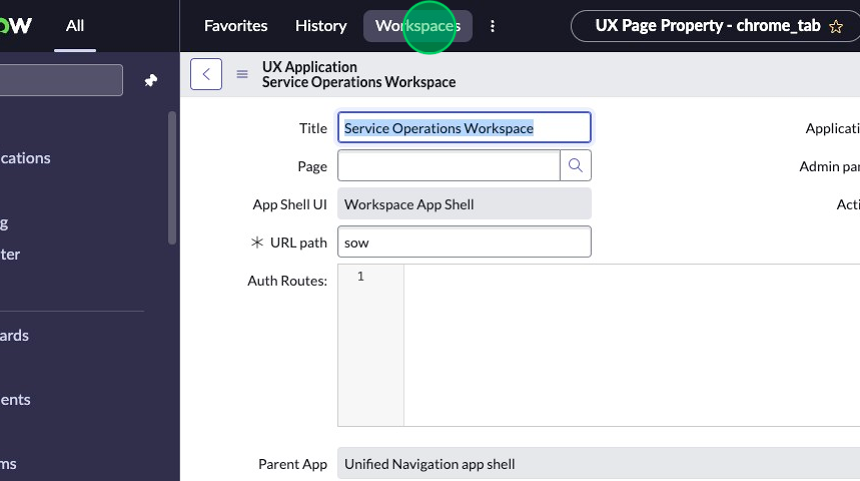 OW
All
Favorites
History
Workspaces
UX Page Property - chrome_tab
UX Application
Service Operations Workspace
cations
g
ter
ards
ents
ms
Title
Service Operations Workspace
Applicati
Page
Admin par
App Shell UI
Workspace App Shell
Acti
* URL path
sow
Auth Routes:
1
Parent App
Unified Navigation app shell